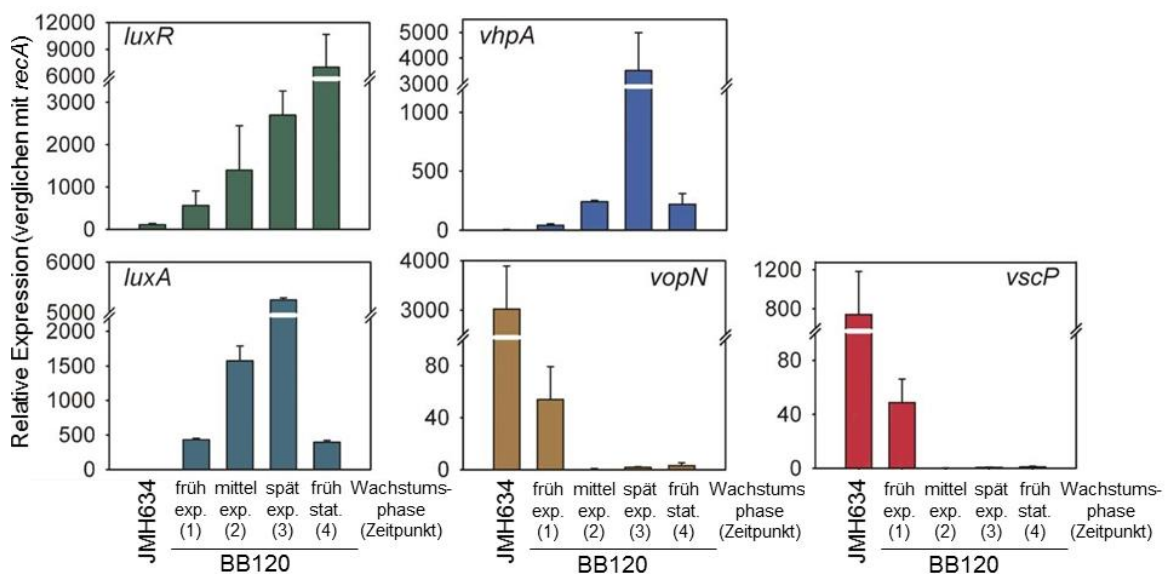 Relative Expression (verglichen mit recA)
luxR
12000
9000
6000
3000
2000
1000
0
vhpA
5000
4000
3000
1000
500
0
luxA
6000
5000
2000
1500
1000
500
0
JMH634
früh mittel spät früh Wachstums-
exp. exp. exp. stat. phase
(1) (2) (3) (4) (Zeitpunkt)
BB120
vopN
4000
3000
80
40
0
JMH634
früh mittel spät früh Wachstums
exp. exp. exp. stat. phase
(1) (2) (3) (4) (Zeitpunkt)
BB120
vscP
1200
800
80
40
0
JMH634
früh mittel spät früh Wachstums-
exp. exp. exp. stat. phase
(1) (2) (3) (4) (Zeitpunkt)
BB120